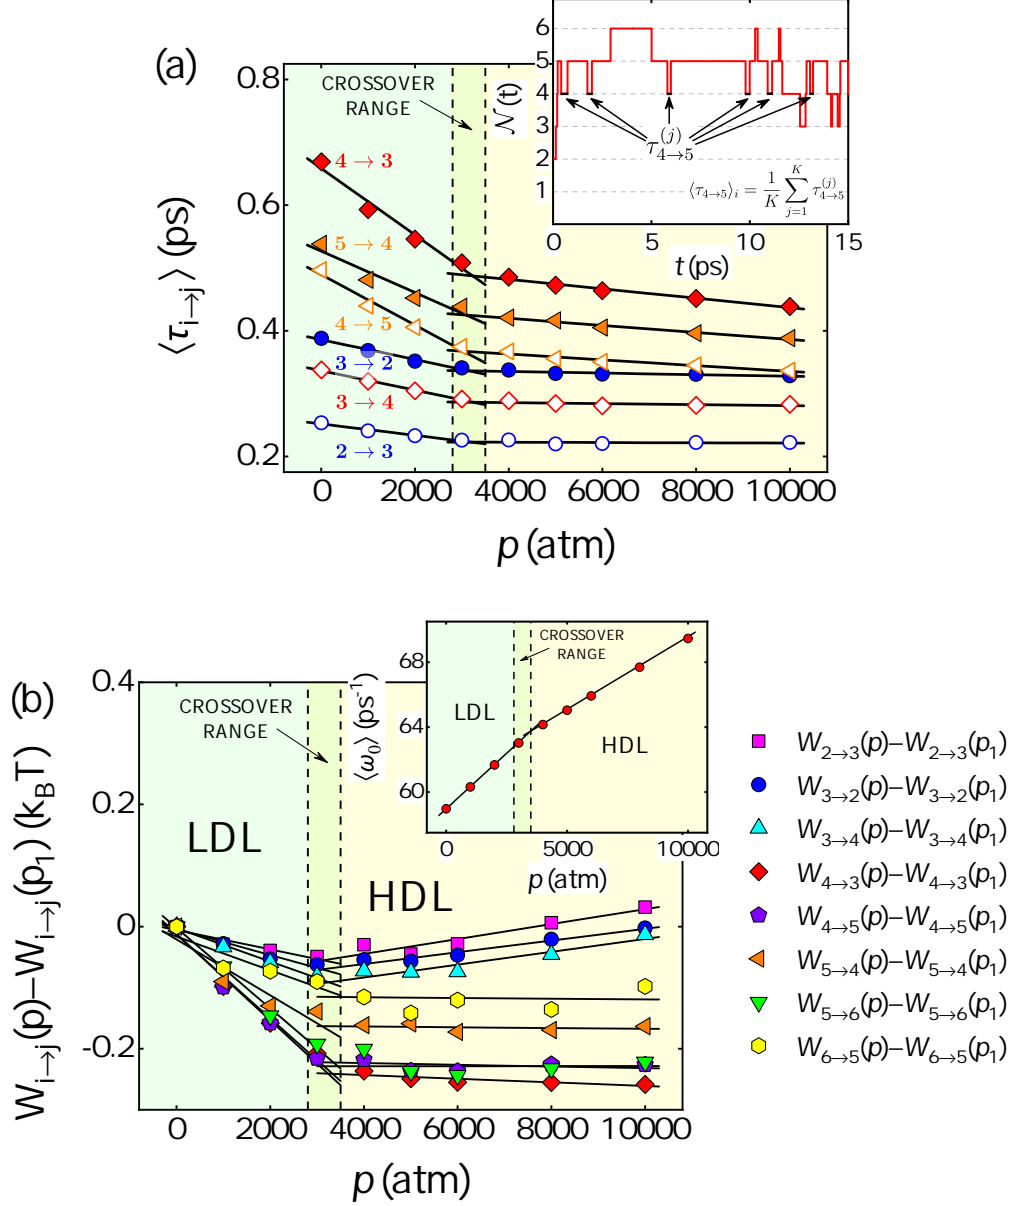 (a)
CROSSOVER
RANGE
0.8
0.6
0.4
0.2
⟨τi→j⟩ (ps)
4 → 3
5 → 4
4 → 5
3 → 2
3 → 4
2 → 3
0 2000 4000 6000 8000 10000
p (atm)
N(t)
6
5
4
3
2
1
τ4→5(j)
⟨τ4→5⟩i = 1/K ∑j=1K τ4→5(j)
0 5 10 15
t (ps)
(b)
CROSSOVER
RANGE
0.4
0.2
0
-0.2
Wi→j(p)–Wi→j(p1) (kBT)
LDL
HDL
0 2000 4000 6000 8000 10000
p (atm)
CROSSOVER
RANGE
⟨ω0⟩ (ps-1)
68
64
60
LDL
HDL
0 5000 10000
p (atm)
W2→3(p)–W2→3(p1)
W3→2(p)–W3→2(p1)
W3→4(p)–W3→4(p1)
W4→3(p)–W4→3(p1)
W4→5(p)–W4→5(p1)
W5→4(p)–W5→4(p1)
W5→6(p)–W5→6(p1)
W6→5(p)–W6→5(p1)